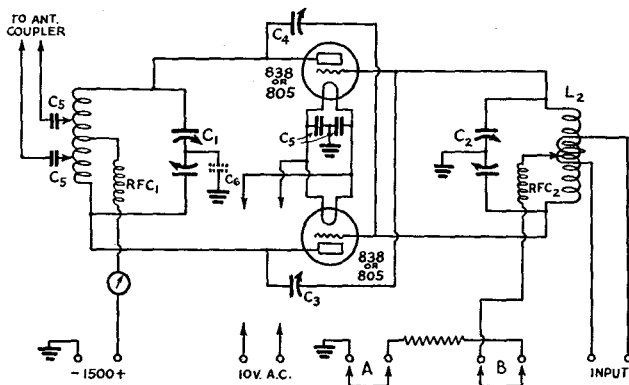 TO ANT.
COUPLER
C4
838
OR
805
L2
C5
C1
C5
C2
C5
RFC1
C6
RFC2
838
OR
805
C3
- 1500 +
10V. A.C.
A
B
INPUT